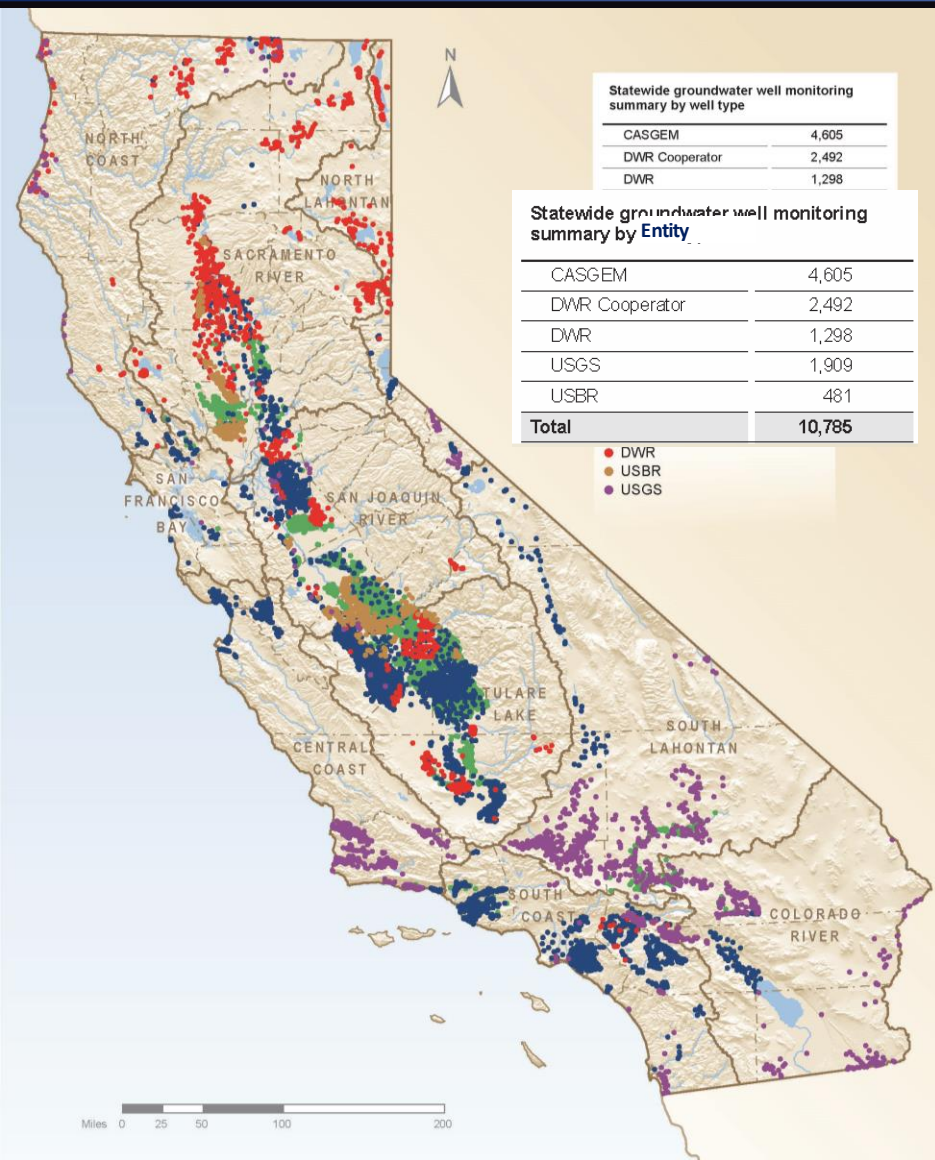 N
Statewide groundwater well monitoring
summary by well type
CASGEM 4,605
DWR Cooperator 2,492
DWR 1,298
Statewide groundwater well monitoring
summary by Entity
CASGEM 4,605
DWR Cooperator 2,492
DWR 1,298
USGS 1,909
USBR 481
Total 10,785
DWR
USBR
USGS
NORTH
COAST
NORTH
LAHONTAN
SACRAMENTO
RIVER
SAN
FRANCISCO
BAY
SAN JOAQUIN
RIVER
TULARE
LAKE
CENTRAL
COAST
SOUTH
LAHONTAN
SOUTH
COAST
COLORADO
RIVER
Miles 0 25 50 100 200